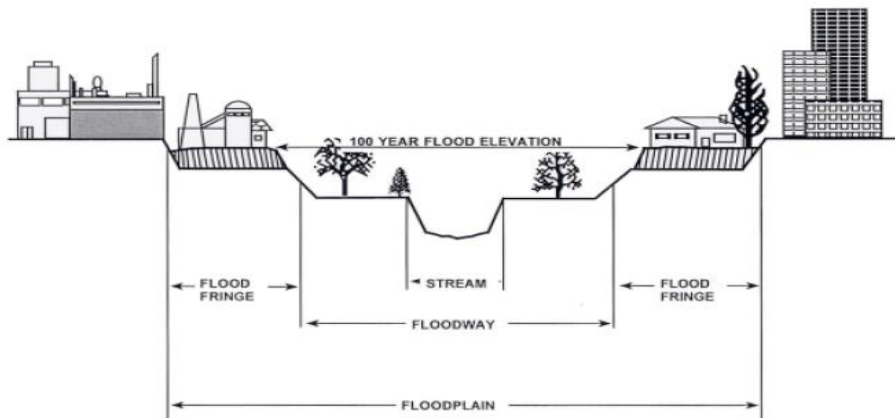 100 YEAR FLOOD ELEVATION
FLOOD
FRINGE
STREAM
FLOOD
FRINGE
FLOODWAY
FLOODPLAIN